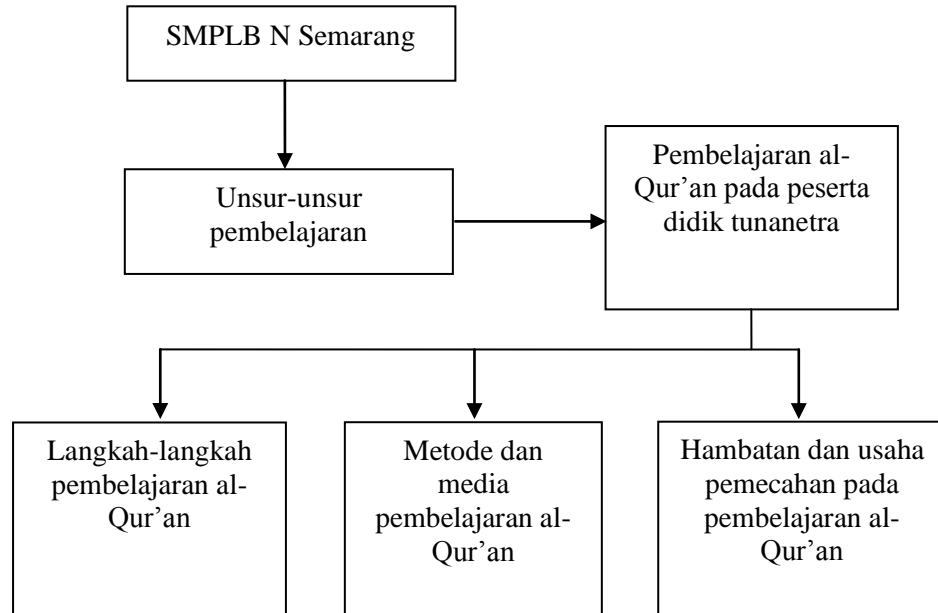 SMPLB N Semarang
Pembelajaran al-
Qur’an pada peserta
didik tunanetra
Unsur-unsur
pembelajaran
Langkah-langkah
pembelajaran al-
Qur’an
Metode dan
media
pembelajaran al-
Qur’an
Hambatan dan usaha
pemecahan pada
pembelajaran al-
Qur’an